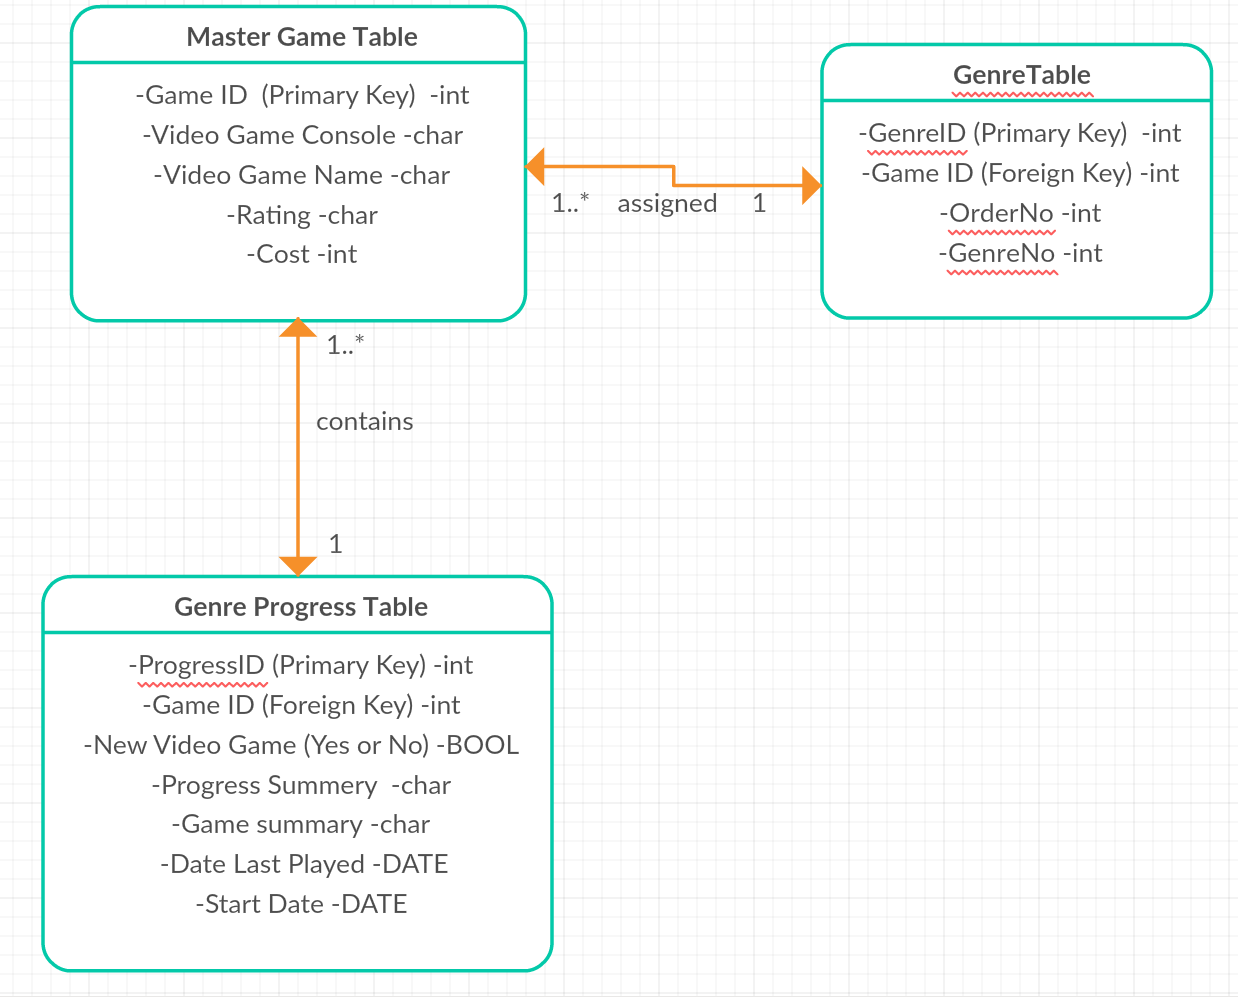 Master Game Table
-Game ID  (Primary Key)  -int
-Video Game Console -char
-Video Game Name -char
-Rating -char
-Cost -int
GenreTable
-GenreID (Primary Key)  -int
-Game ID (Foreign Key) -int
-OrderNo -int
-GenreNo -int
1..* assigned 1
1..*
contains
1
Genre Progress Table
-ProgressID (Primary Key) -int
-Game ID (Foreign Key) -int
-New Video Game (Yes or No) -BOOL
-Progress Summery  -char
-Game summary -char
-Date Last Played -DATE
-Start Date -DATE